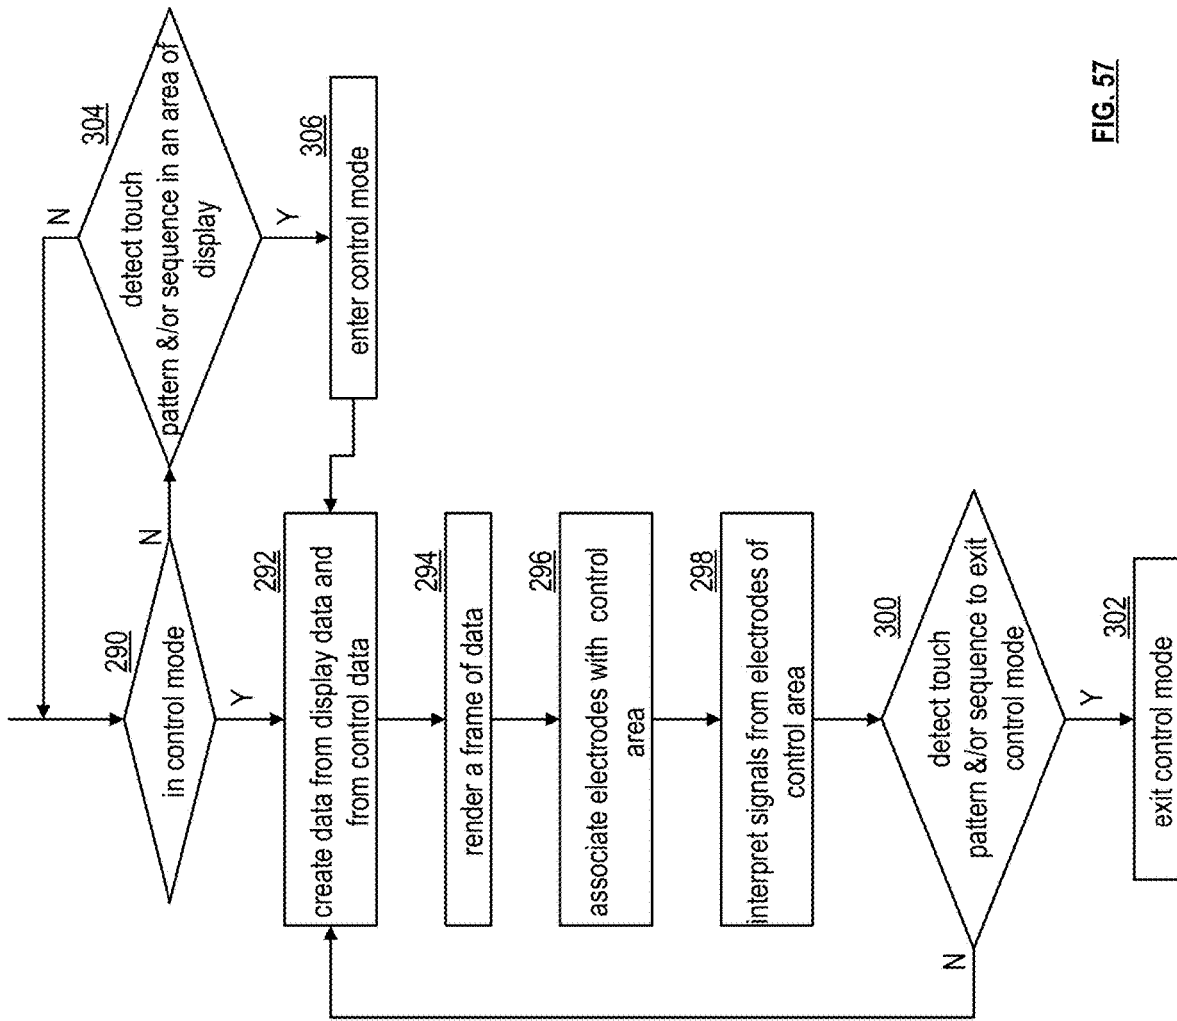 290
in control mode
N
Y
304
detect touch
pattern &/or sequence in an area of
display
N
Y
306
enter control mode
292
create data from display data and
from control data
294
render a frame of data
296
associate electrodes with control
area
298
interpret signals from electrodes of
control area
300
detect touch
pattern &/or sequence to exit
control mode
N
Y
302
exit control mode
FIG. 57